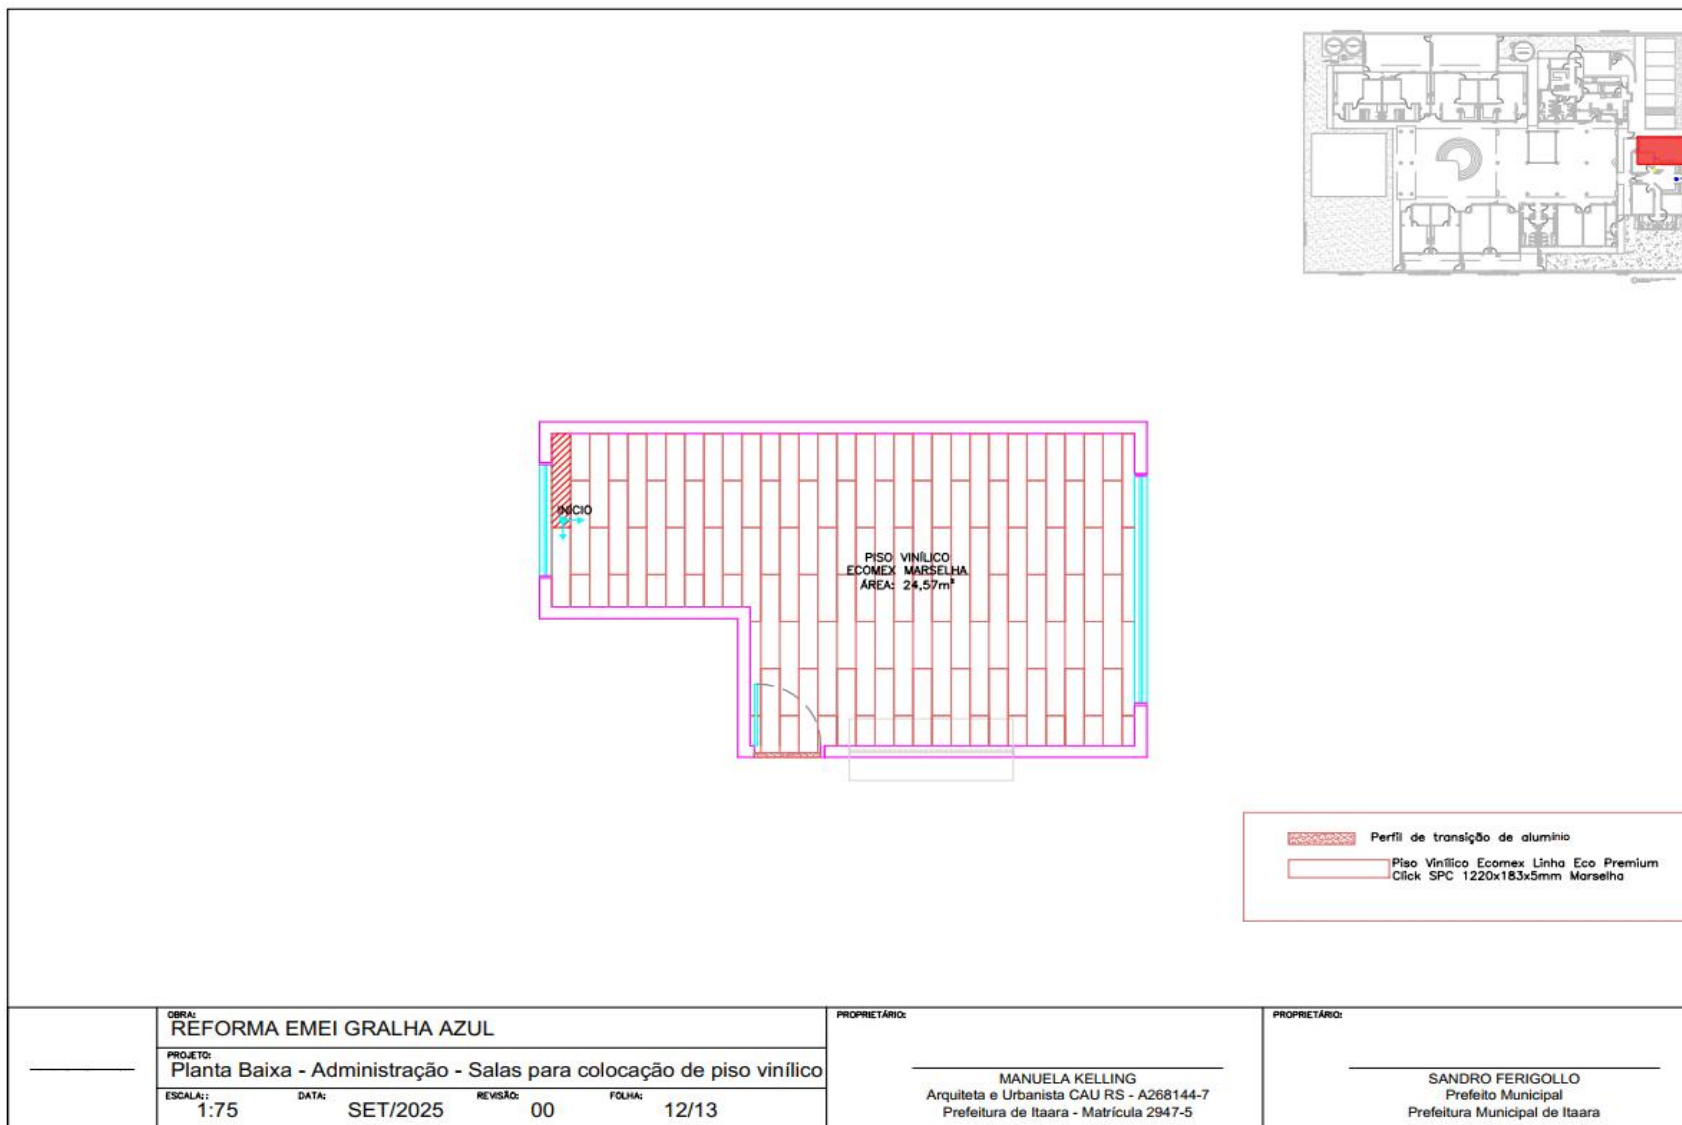 INÍCIO
PISO VINÍLICO
ECOMEX MARSELHA
ÁREA: 24,57m²
Perfil de transição de alumínio
Piso Vinílico Ecomex Linha Eco Premium
Click SPC 1220x183x5mm Marselha
OBRA:
REFORMA EMEI GRALHA AZUL
PROJETO:
Planta Baixa - Administração - Salas para colocação de piso vinílico
ESCALA:: DATA: REVISÃO: FOLHA:
1:75 SET/2025 00 12/13
PROPRIETÁRIO:
MANUELA KELLING
Arquiteta e Urbanista CAU RS - A268144-7
Prefeitura de Itaara - Matrícula 2947-5
PROPRIETÁRIO:
SANDRO FERIGOLLO
Prefeito Municipal
Prefeitura Municipal de Itaara